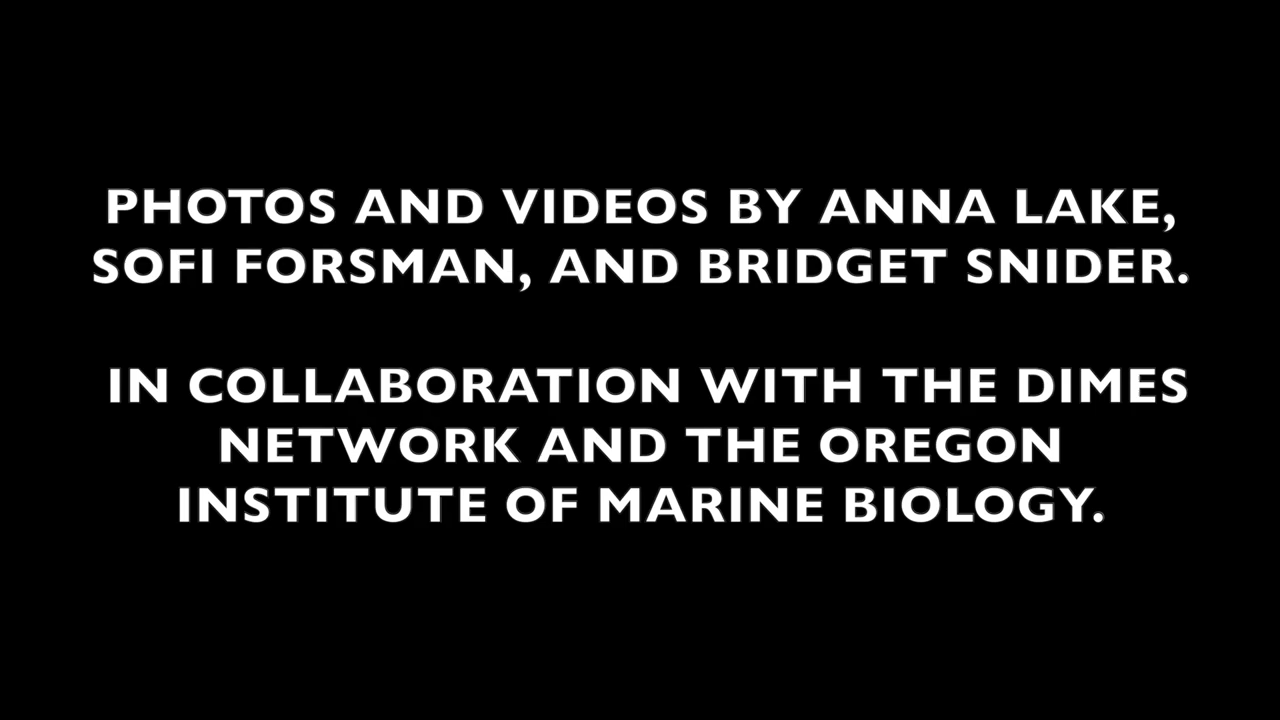 PHOTOS AND VIDEOS BY ANNA LAKE,
SOFI FORSMAN, AND BRIDGET SNIDER.
IN COLLABORATION WITH THE DIMES
NETWORK AND THE OREGON
INSTITUTE OF MARINE BIOLOGY.